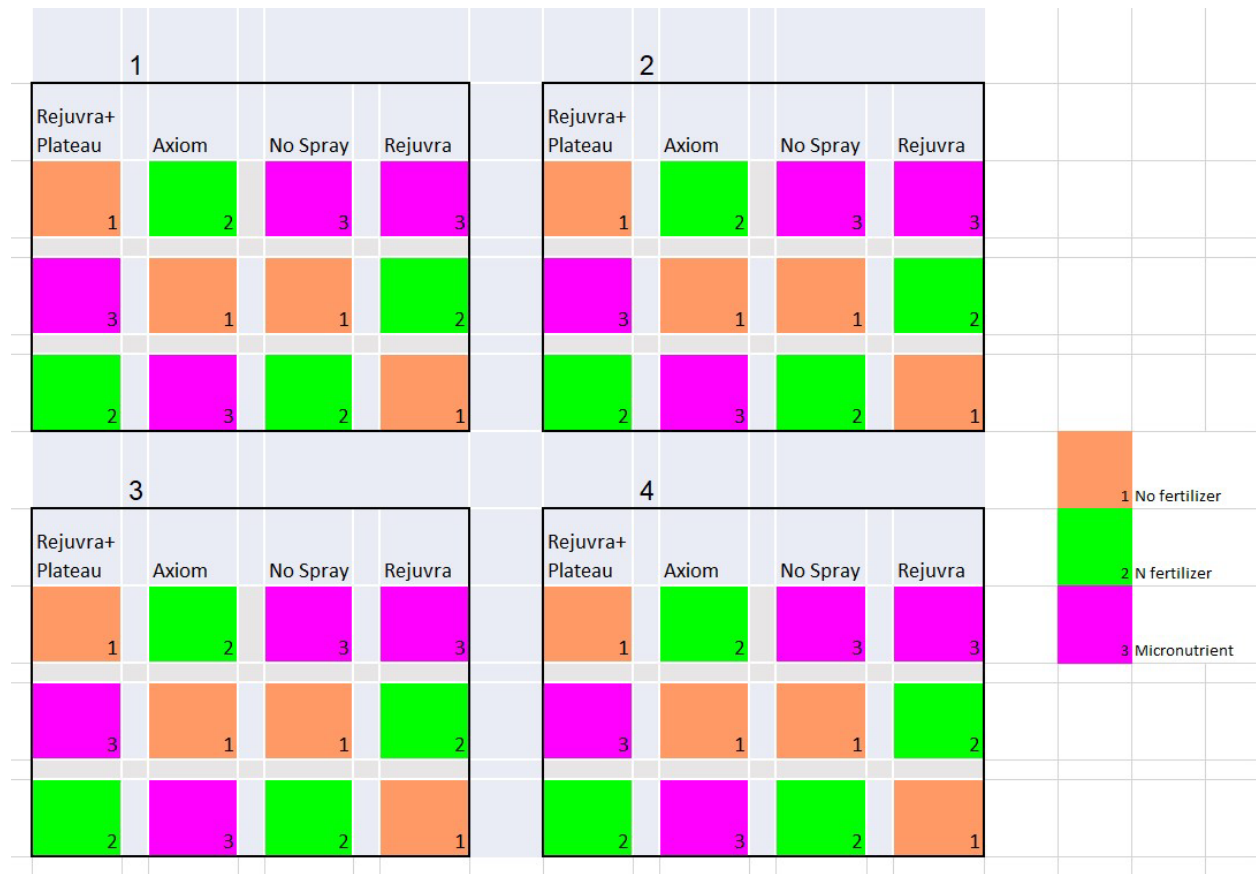 1 2
Rejuvra+ Rejuvra+
Plateau Axiom No Spray Rejuvra Plateau Axiom No Spray Rejuvra
1 2 3 3 1 2 3 3
3 1 1 2 3 1 1 2
2 3 2 1 2 3 2 1
3 4
1 No fertilizer
Rejuvra+ Rejuvra+
Plateau Axiom No Spray Rejuvra Plateau Axiom No Spray Rejuvra
2 N fertilizer
1 2 3 3 1 2 3 3
3 Micronutrient
3 1 1 2 3 1 1 2
2 3 2 1 2 3 2 1